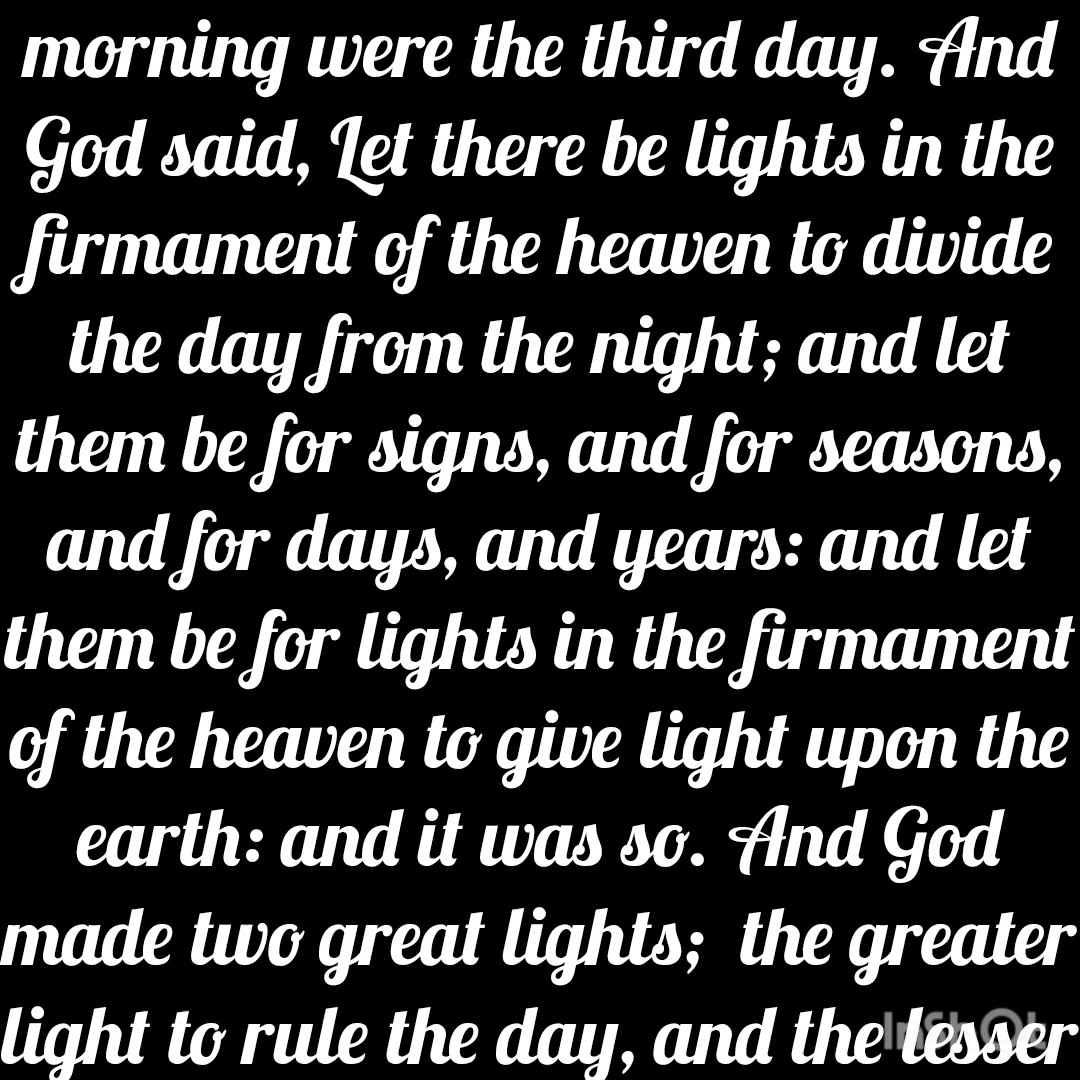 morning were the third day. And
God said, Let there be lights in the
firmament of the heaven to divide
the day from the night; and let
them be for signs, and for seasons,
and for days, and years: and let
them be for lights in the firmament
of the heaven to give light upon the
earth: and it was so. And God
made two great lights; the greater
light to rule the day, and the lesser
InShOt